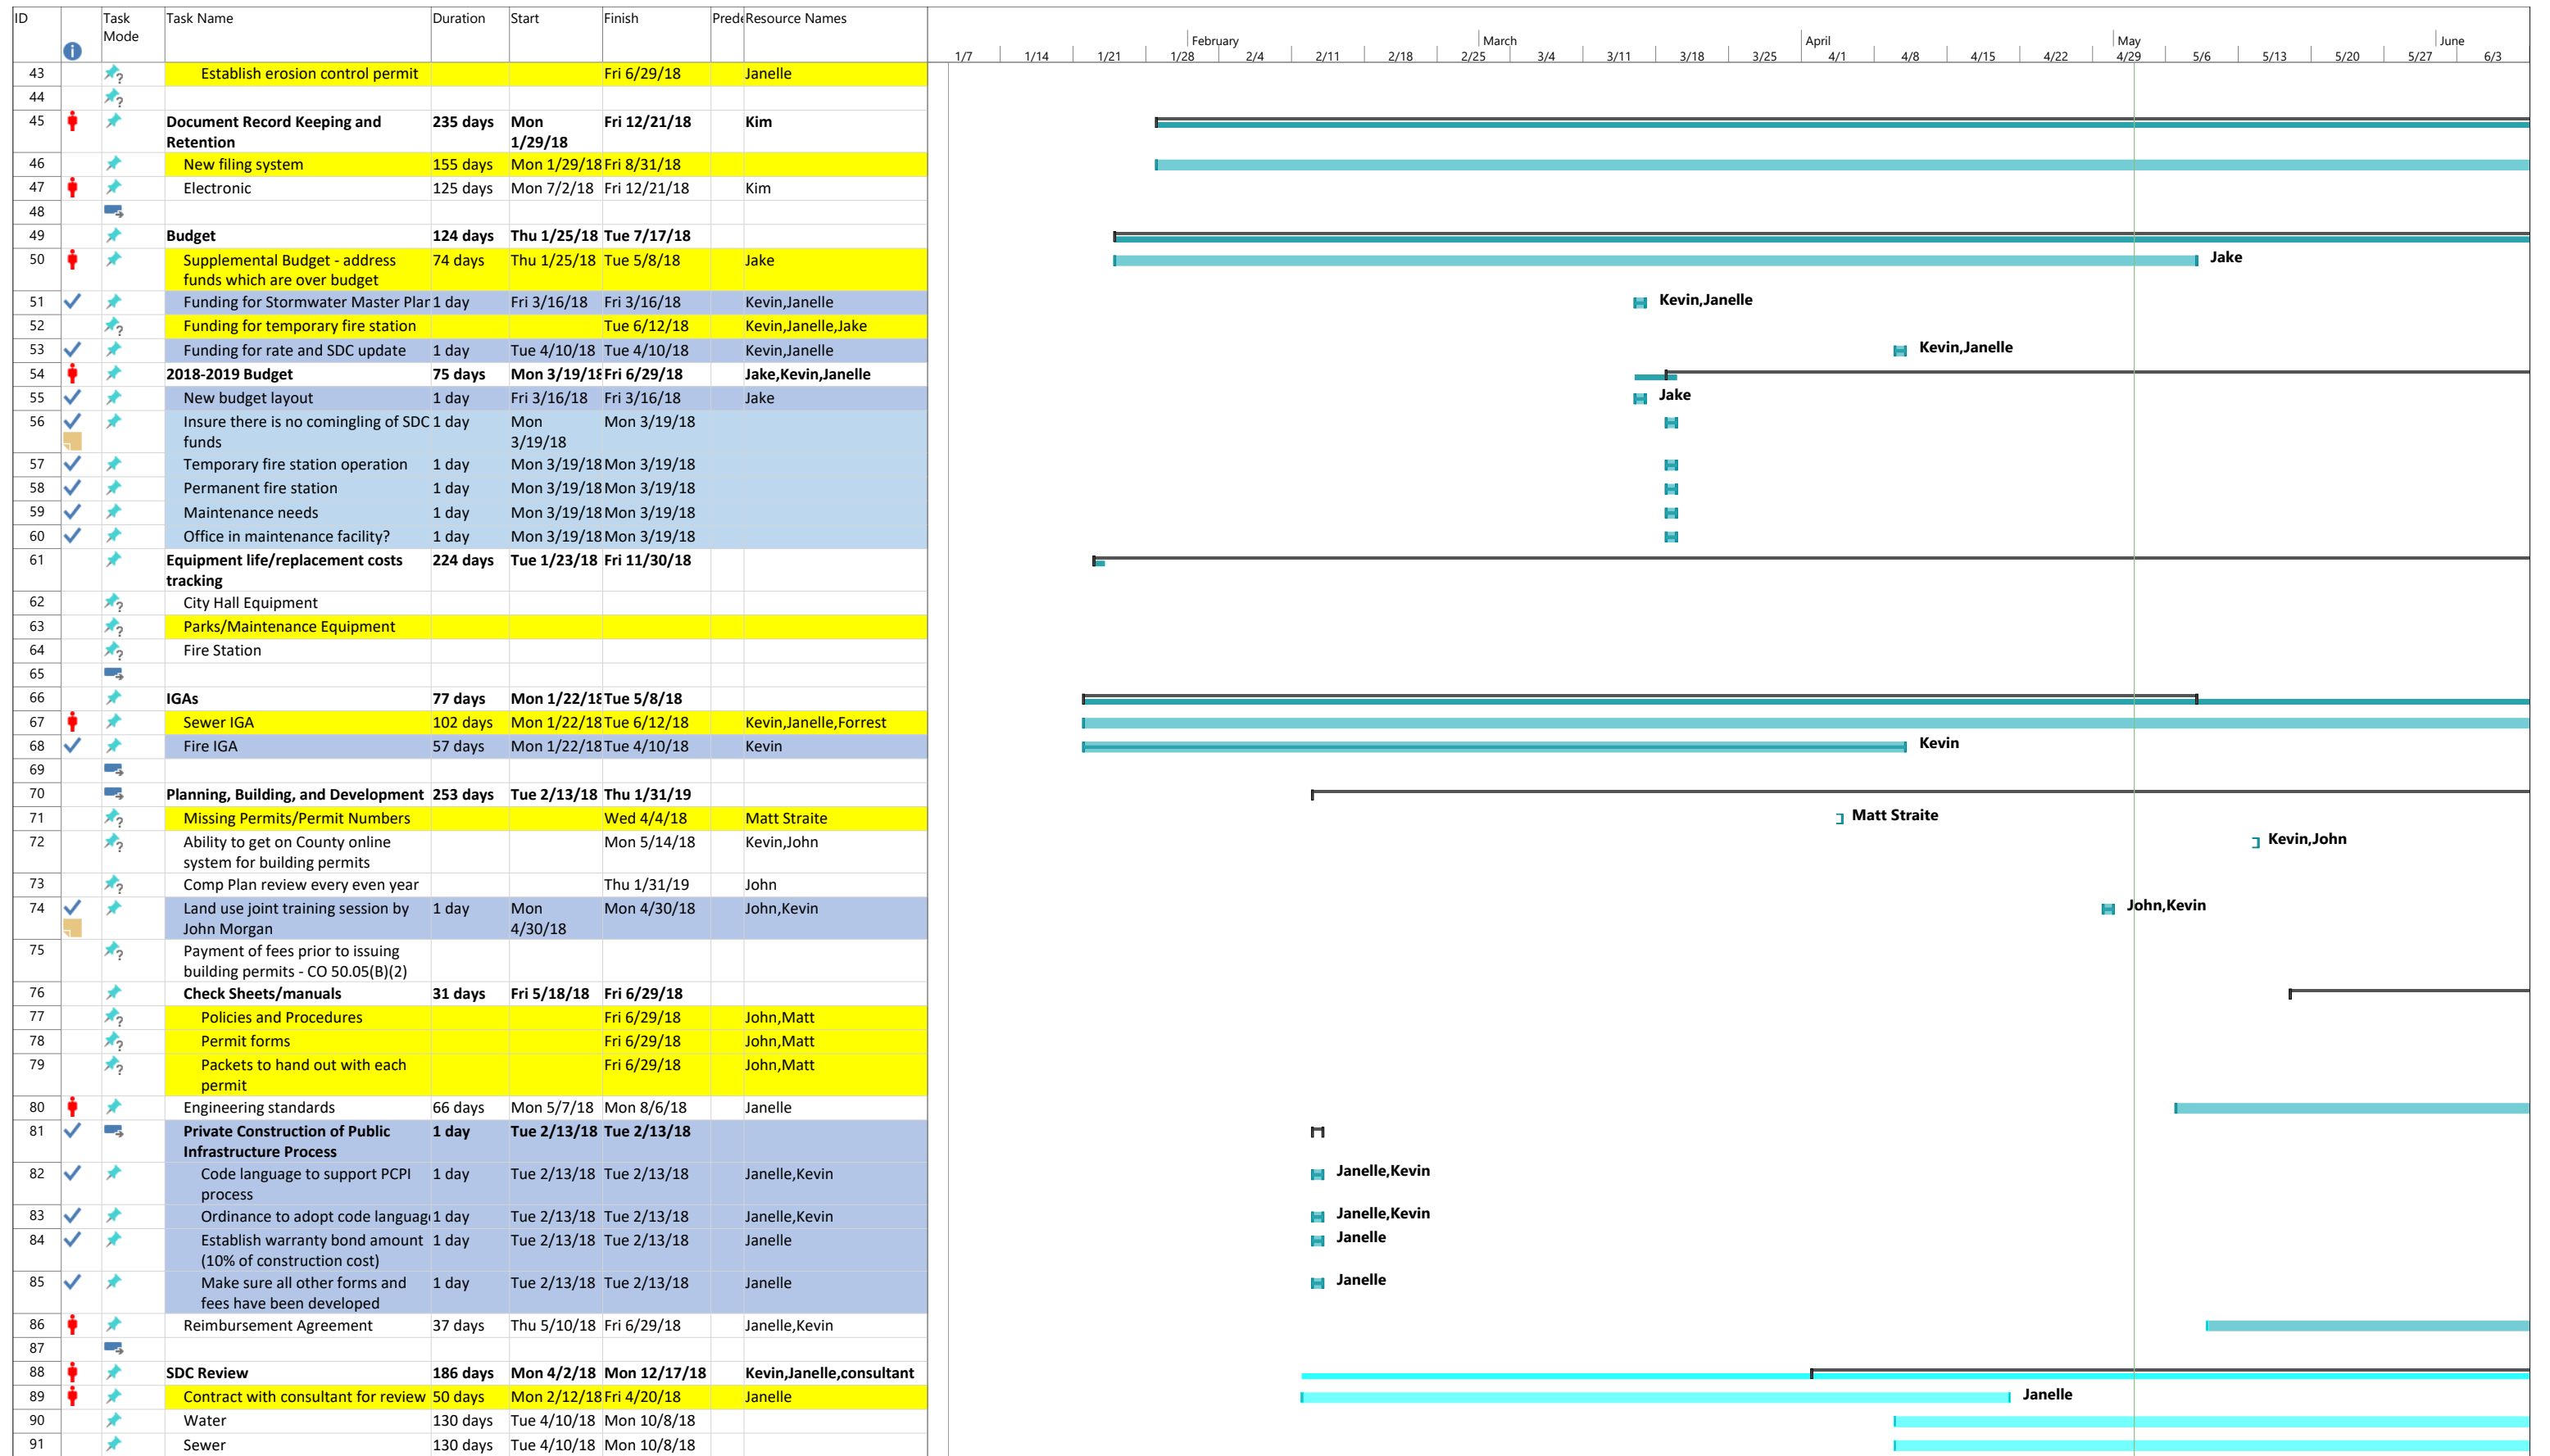 ID Task Task Name Duration Start Finish Prede Resource Names
Mode
February March April May June
1/7 1/14 1/21 1/28 2/4 2/11 2/18 2/25 3/4 3/11 3/18 3/25 4/1 4/8 4/15 4/22 4/29 5/6 5/13 5/20 5/27 6/3
43 ? Establish erosion control permit Fri 6/29/18 Janelle
44 ?
45 Document Record Keeping and 235 days Mon Fri 12/21/18 Kim
Retention 1/29/18
46 New filing system 155 days Mon 1/29/18 Fri 8/31/18
47 Electronic 125 days Mon 7/2/18 Fri 12/21/18 Kim
48
49 Budget 124 days Thu 1/25/18 Tue 7/17/18
50 Supplemental Budget - address 74 days Thu 1/25/18 Tue 5/8/18 Jake Jake
funds which are over budget
51 Funding for Stormwater Master Plan 1 day Fri 3/16/18 Fri 3/16/18 Kevin,Janelle Kevin,Janelle
52 ? Funding for temporary fire station Tue 6/12/18 Kevin,Janelle,Jake
53 Funding for rate and SDC update 1 day Tue 4/10/18 Tue 4/10/18 Kevin,Janelle Kevin,Janelle
54 2018-2019 Budget 75 days Mon 3/19/18 Fri 6/29/18 Jake,Kevin,Janelle
55 New budget layout 1 day Fri 3/16/18 Fri 3/16/18 Jake Jake
56 Insure there is no comingling of SDC 1 day Mon Mon 3/19/18
funds 3/19/18
57 Temporary fire station operation 1 day Mon 3/19/18 Mon 3/19/18
58 Permanent fire station 1 day Mon 3/19/18 Mon 3/19/18
59 Maintenance needs 1 day Mon 3/19/18 Mon 3/19/18
60 Office in maintenance facility? 1 day Mon 3/19/18 Mon 3/19/18
61 Equipment life/replacement costs 224 days Tue 1/23/18 Fri 11/30/18
tracking
62 ? City Hall Equipment
63 ? Parks/Maintenance Equipment
64 ? Fire Station
65
66 IGAs 77 days Mon 1/22/18 Tue 5/8/18
67 Sewer IGA 102 days Mon 1/22/18 Tue 6/12/18 Kevin,Janelle,Forrest
68 Fire IGA 57 days Mon 1/22/18 Tue 4/10/18 Kevin Kevin
69
70 Planning, Building, and Development 253 days Tue 2/13/18 Thu 1/31/19
71 ? Missing Permits/Permit Numbers Wed 4/4/18 Matt Straite Matt Straite
72 ? Ability to get on County online Mon 5/14/18 Kevin,John Kevin,John
system for building permits
73 ? Comp Plan review every even year Thu 1/31/19 John
74 Land use joint training session by 1 day Mon Mon 4/30/18 John,Kevin John,Kevin
John Morgan 4/30/18
75 ? Payment of fees prior to issuing
building permits - CO 50.05(B)(2)
76 Check Sheets/manuals 31 days Fri 5/18/18 Fri 6/29/18
77 ? Policies and Procedures Fri 6/29/18 John,Matt
78 ? Permit forms Fri 6/29/18 John,Matt
79 ? Packets to hand out with each Fri 6/29/18 John,Matt
permit
80 Engineering standards 66 days Mon 5/7/18 Mon 8/6/18 Janelle
81 Private Construction of Public 1 day Tue 2/13/18 Tue 2/13/18
Infrastructure Process
82 Code language to support PCPI 1 day Tue 2/13/18 Tue 2/13/18 Janelle,Kevin Janelle,Kevin
process
83 Ordinance to adopt code language 1 day Tue 2/13/18 Tue 2/13/18 Janelle,Kevin Janelle,Kevin
84 Establish warranty bond amount 1 day Tue 2/13/18 Tue 2/13/18 Janelle Janelle
(10% of construction cost)
85 Make sure all other forms and 1 day Tue 2/13/18 Tue 2/13/18 Janelle Janelle
fees have been developed
86 Reimbursement Agreement 37 days Thu 5/10/18 Fri 6/29/18 Janelle,Kevin
87
88 SDC Review 186 days Mon 4/2/18 Mon 12/17/18 Kevin,Janelle,consultant
89 Contract with consultant for review 50 days Mon 2/12/18 Fri 4/20/18 Janelle Janelle
90 Water 130 days Tue 4/10/18 Mon 10/8/18
91 Sewer 130 days Tue 4/10/18 Mon 10/8/18